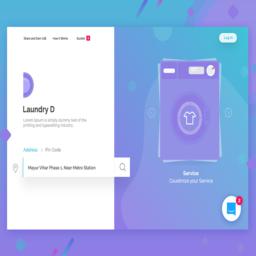 Share and Earn
How it Works
Basket
Log in
Laundry D
Lorem Ipsum is simply dummy text of the
printing and typesetting industry.
Address
Pin Code
Mayur Vihar Phase 1, Near Metro Station
Service
Customize your Service
2